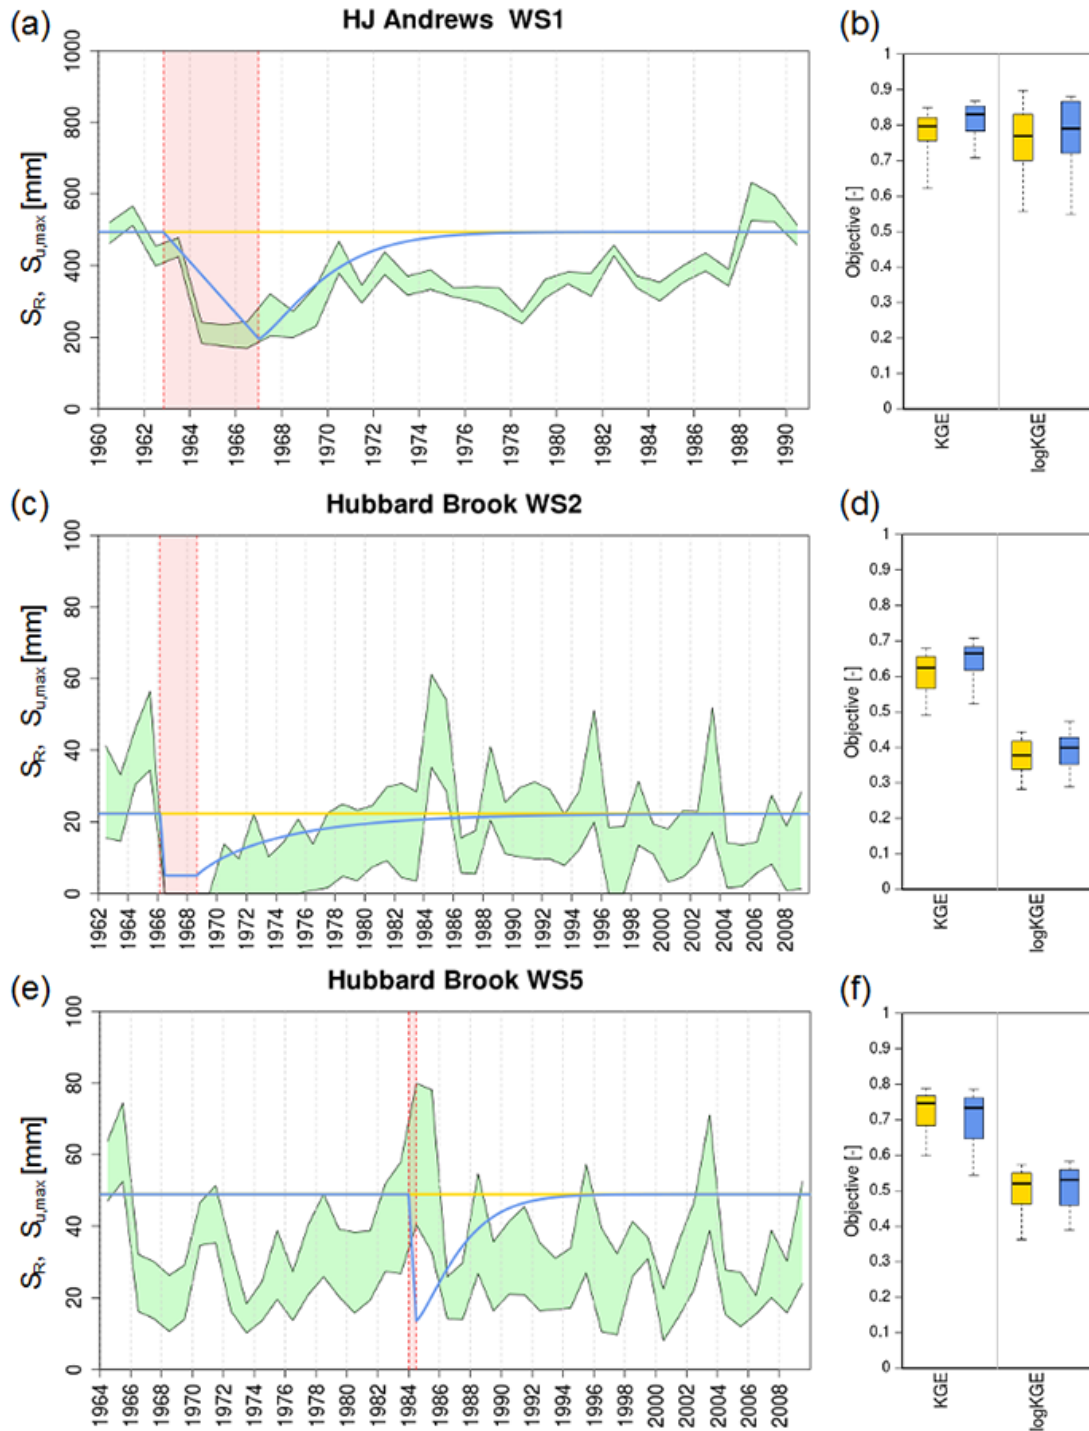 (a)
HJ Andrews WS1
(b)
S_R, S_u,max [mm]
0 200 400 600 800 1000
1960 1962 1964 1966 1968 1970 1972 1974 1976 1978 1980 1982 1984 1986 1988 1990
Objective [-]
0 0.1 0.2 0.3 0.4 0.5 0.6 0.7 0.8 0.9 1
KGE
logKGE
(c)
Hubbard Brook WS2
(d)
S_R, S_u,max [mm]
0 20 40 60 80 100
1962 1964 1966 1968 1970 1972 1974 1976 1978 1980 1982 1984 1986 1988 1990 1992 1994 1996 1998 2000 2002 2004 2006 2008
Objective [-]
0 0.1 0.2 0.3 0.4 0.5 0.6 0.7 0.8 0.9 1
KGE
logKGE
(e)
Hubbard Brook WS5
(f)
S_R, S_u,max [mm]
0 20 40 60 80 100
1964 1966 1968 1970 1972 1974 1976 1978 1980 1982 1984 1986 1988 1990 1992 1994 1996 1998 2000 2002 2004 2006 2008
Objective [-]
0 0.1 0.2 0.3 0.4 0.5 0.6 0.7 0.8 0.9 1
KGE
logKGE